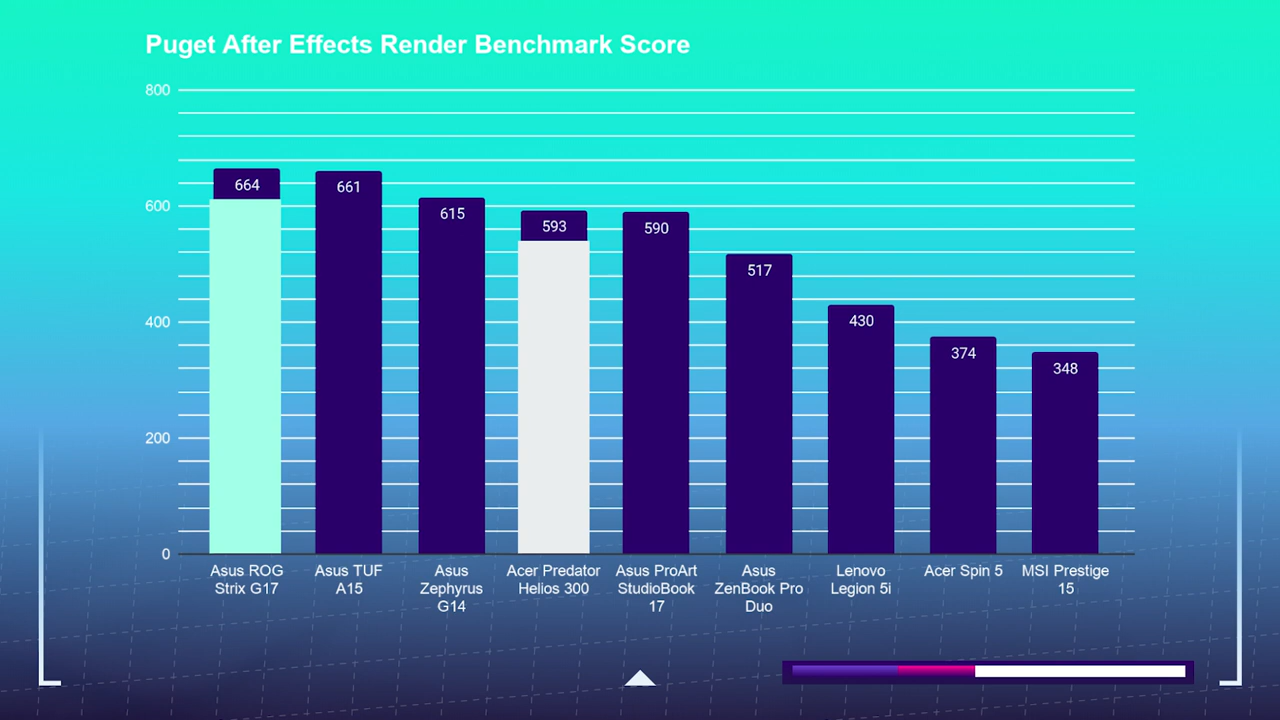 Puget After Effects Render Benchmark Score
800
600
400
200
0
664
661
615
593
590
517
430
374
348
Asus ROG
Strix G17
Asus TUF
A15
Asus
Zephyrus
G14
Acer Predator
Helios 300
Asus ProArt
StudioBook
17
Asus
ZenBook Pro
Duo
Lenovo
Legion 5i
Acer Spin 5
MSI Prestige
15